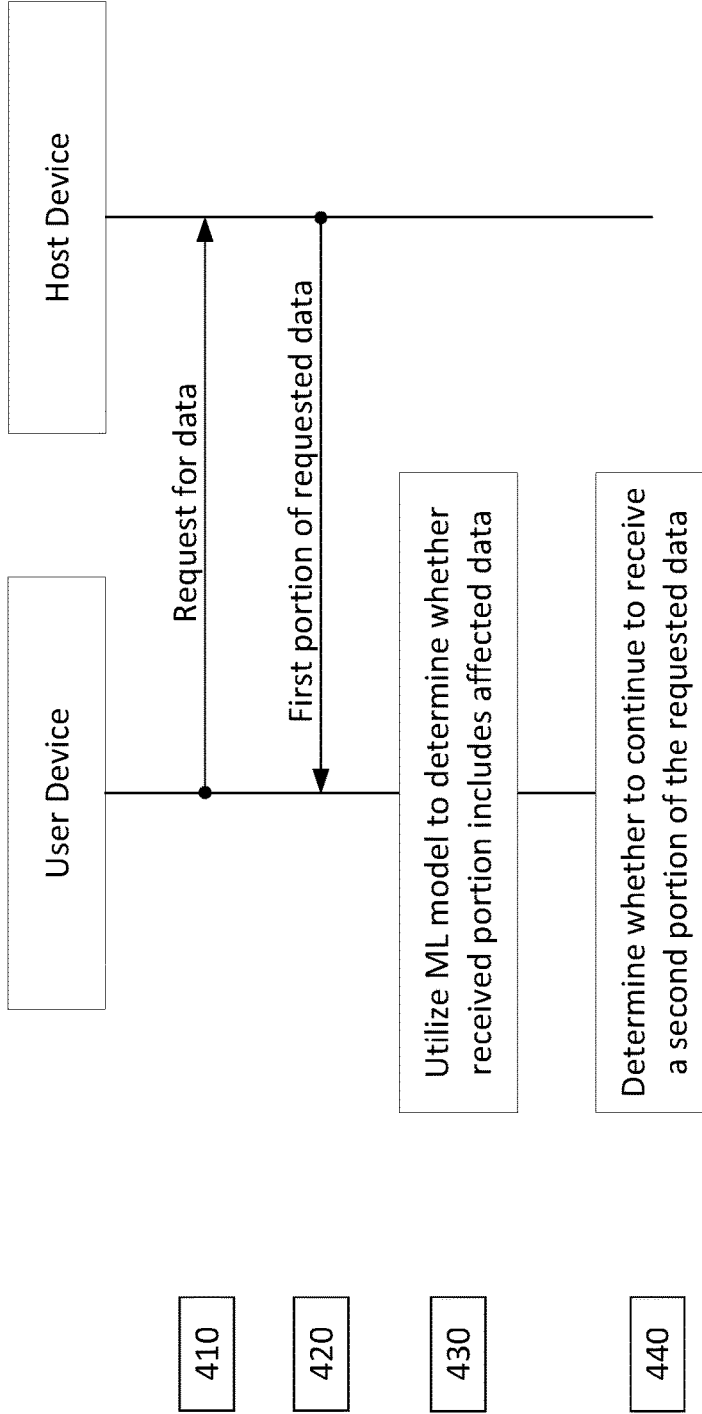 User Device
Host Device
410
Request for data
420
First portion of requested data
430
Utilize ML model to determine whether
received portion includes affected data
440
Determine whether to continue to receive
a second portion of the requested data